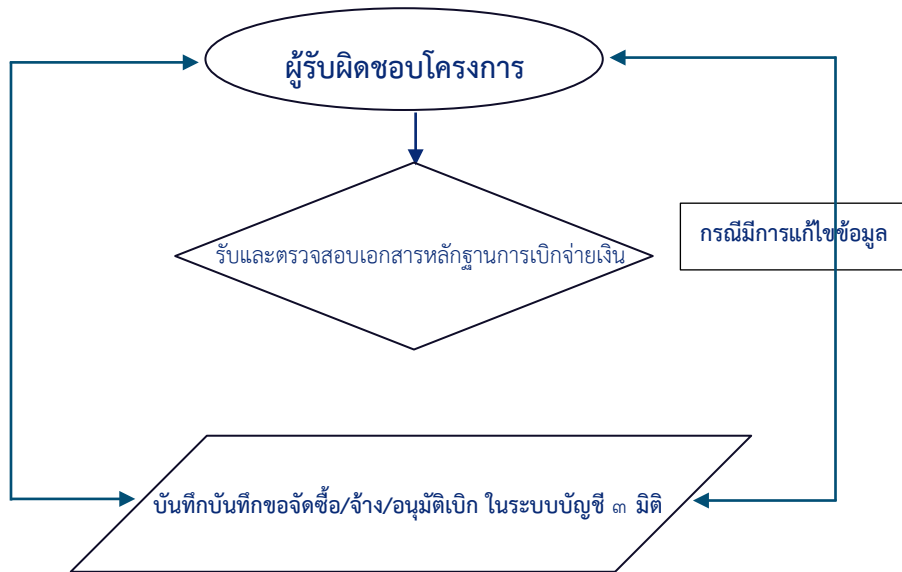 ผู้รับผิดชอบโครงการ
รับและตรวจสอบเอกสารหลักฐานการเบิกจ่ายเงิน
กรณีมีการแก้ไขข้อมูล
บันทึกบันทึกขอจัดซื้อ/จ้าง/อนุมัติเบิก ในระบบบัญชี ๓ มิติ